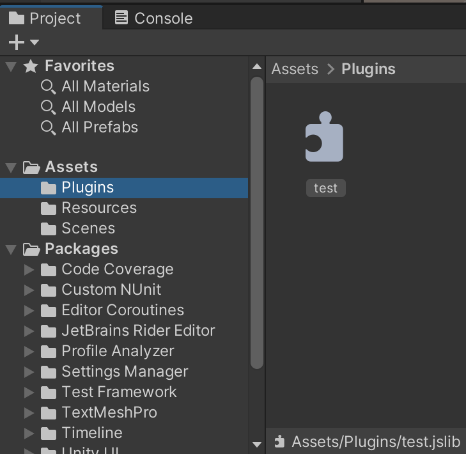 Project
Console
Favorites
All Materials
All Models
All Prefabs
Assets
Plugins
Resources
Scenes
Packages
Code Coverage
Custom NUnit
Editor Coroutines
JetBrains Rider Editor
Profile Analyzer
Settings Manager
Test Framework
TextMeshPro
Timeline
Unity UI
Assets > Plugins
test
Assets/Plugins/test.jslib